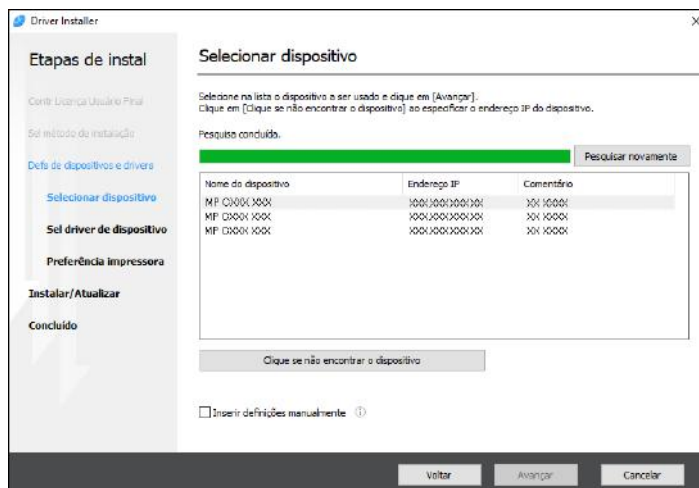 Driver Installer
Etapas de instal
Contr Licença Usuário Final
Sel método de instalação
Defs de dispositivos e drivers
Selecionar dispositivo
Sel driver de dispositivo
Preferência impressora
Instalar/Atualizar
Concluído
Selecionar dispositivo
Selecione na lista o dispositivo a ser usado e clique em [Avançar].
Clique em [Clique se não encontrar o dispositivo] ao especificar o endereço IP do dispositivo.
Pesquisa concluída.
Pesquisar novamente
Nome do dispositivo Endereço IP Comentário
MP CXXX XXX XXX.XXX.XXX.XX XX XXXX
MP CXXX XXX XXX.XXX.XXX.XX XX XXXX
MP CXXX XXX XXX.XXX.XXX.XX XX XXXX
Clique se não encontrar o dispositivo
Inserir definições manualmente
Voltar Avançar Cancelar